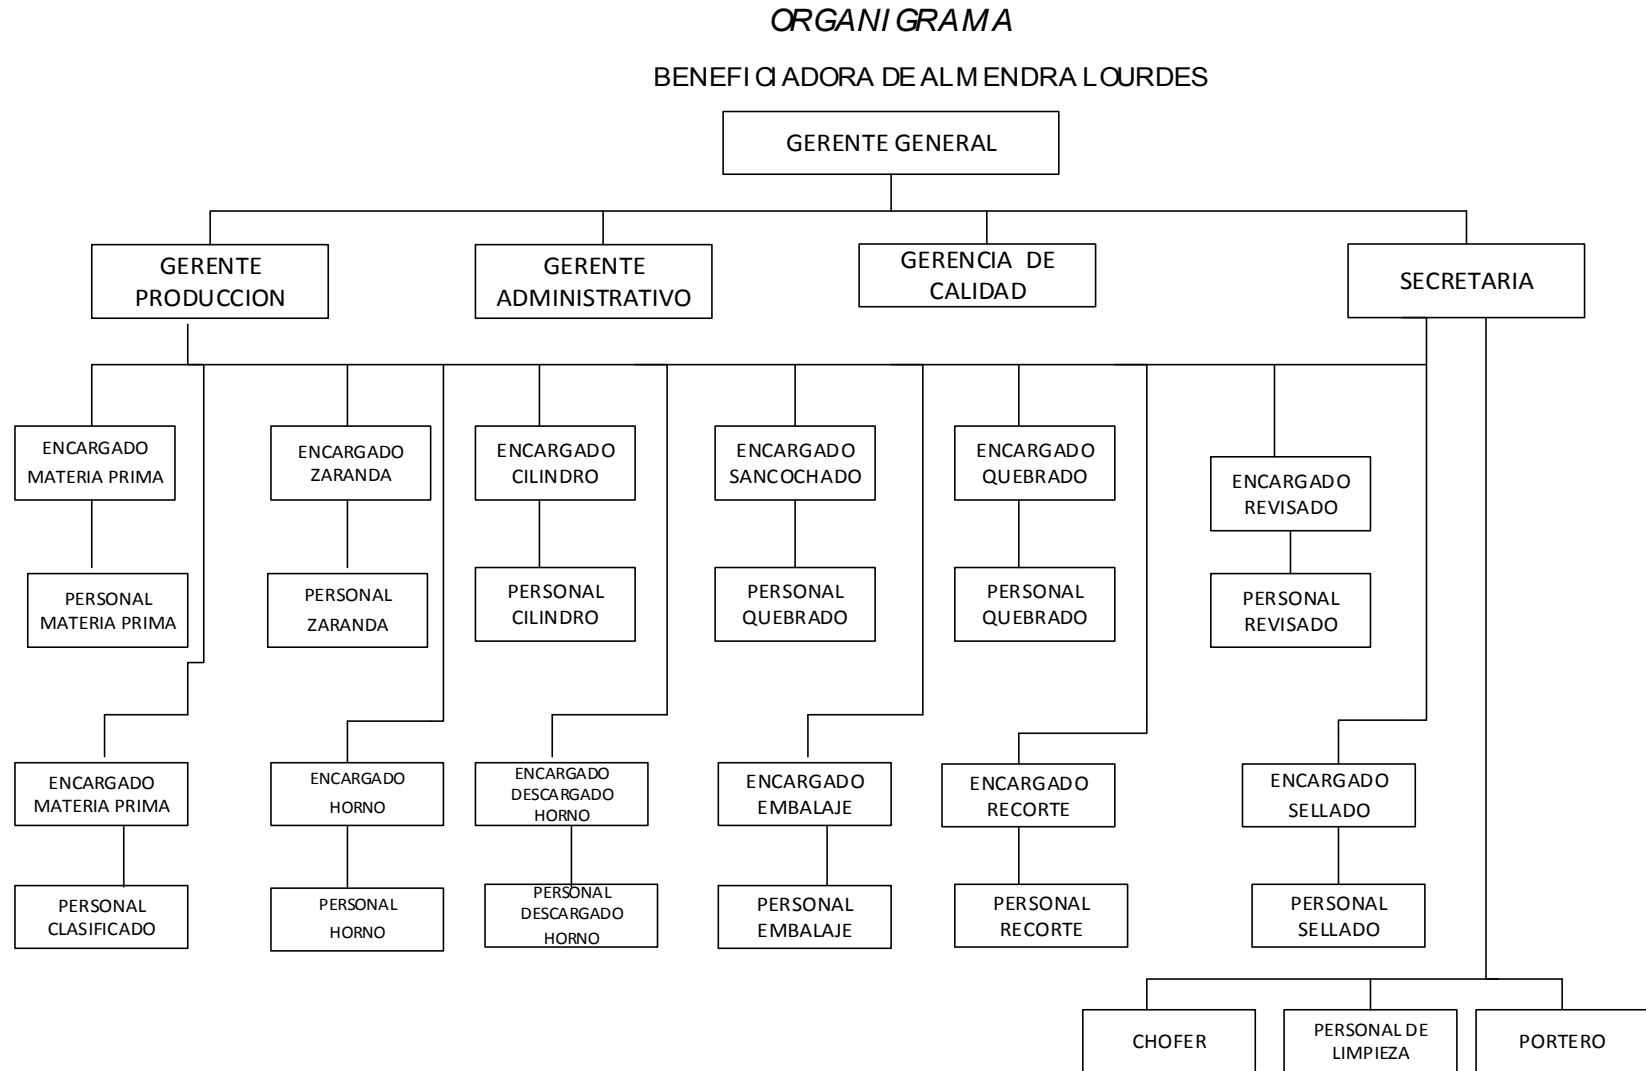 ORGANIGRAMA
BENEFICIADORA DE ALMENDRA LOURDES
GERENTE GENERAL
GERENTE
PRODUCCION
GERENTE
ADMINISTRATIVO
GERENCIA DE
CALIDAD
SECRETARIA
ENCARGADO
MATERIA PRIMA
ENCARGADO
ZARANDA
ENCARGADO
CILINDRO
ENCARGADO
SANCOCHADO
ENCARGADO
QUEBRADO
ENCARGADO
REVISADO
PERSONAL
MATERIA PRIMA
PERSONAL
ZARANDA
PERSONAL
CILINDRO
PERSONAL
QUEBRADO
PERSONAL
QUEBRADO
PERSONAL
REVISADO
ENCARGADO
MATERIA PRIMA
ENCARGADO
HORNO
ENCARGADO
DESCARGADO
HORNO
ENCARGADO
EMBALAJE
ENCARGADO
RECORTE
ENCARGADO
SELLADO
PERSONAL
CLASIFICADO
PERSONAL
HORNO
PERSONAL
DESCARGADO
HORNO
PERSONAL
EMBALAJE
PERSONAL
RECORTE
PERSONAL
SELLADO
CHOFER
PERSONAL DE
LIMPIEZA
PORTERO